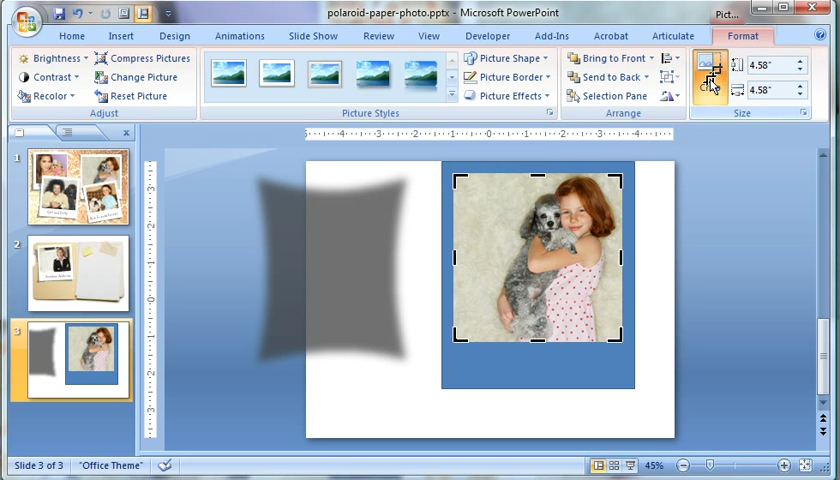 polaroid-paper-photo.pptx - Microsoft PowerPoint
Pict...
Home Insert Design Animations Slide Show Review View Developer Add-Ins Acrobat Articulate Format
Brightness Compress Pictures Picture Shape Bring to Front 4.58"
Contrast Change Picture Picture Border Send to Back 4.58"
Recolor Reset Picture Picture Effects Selection Pane
Adjust Picture Styles Arrange Size
1
2
3
Slide 3 of 3 "Office Theme" 45%